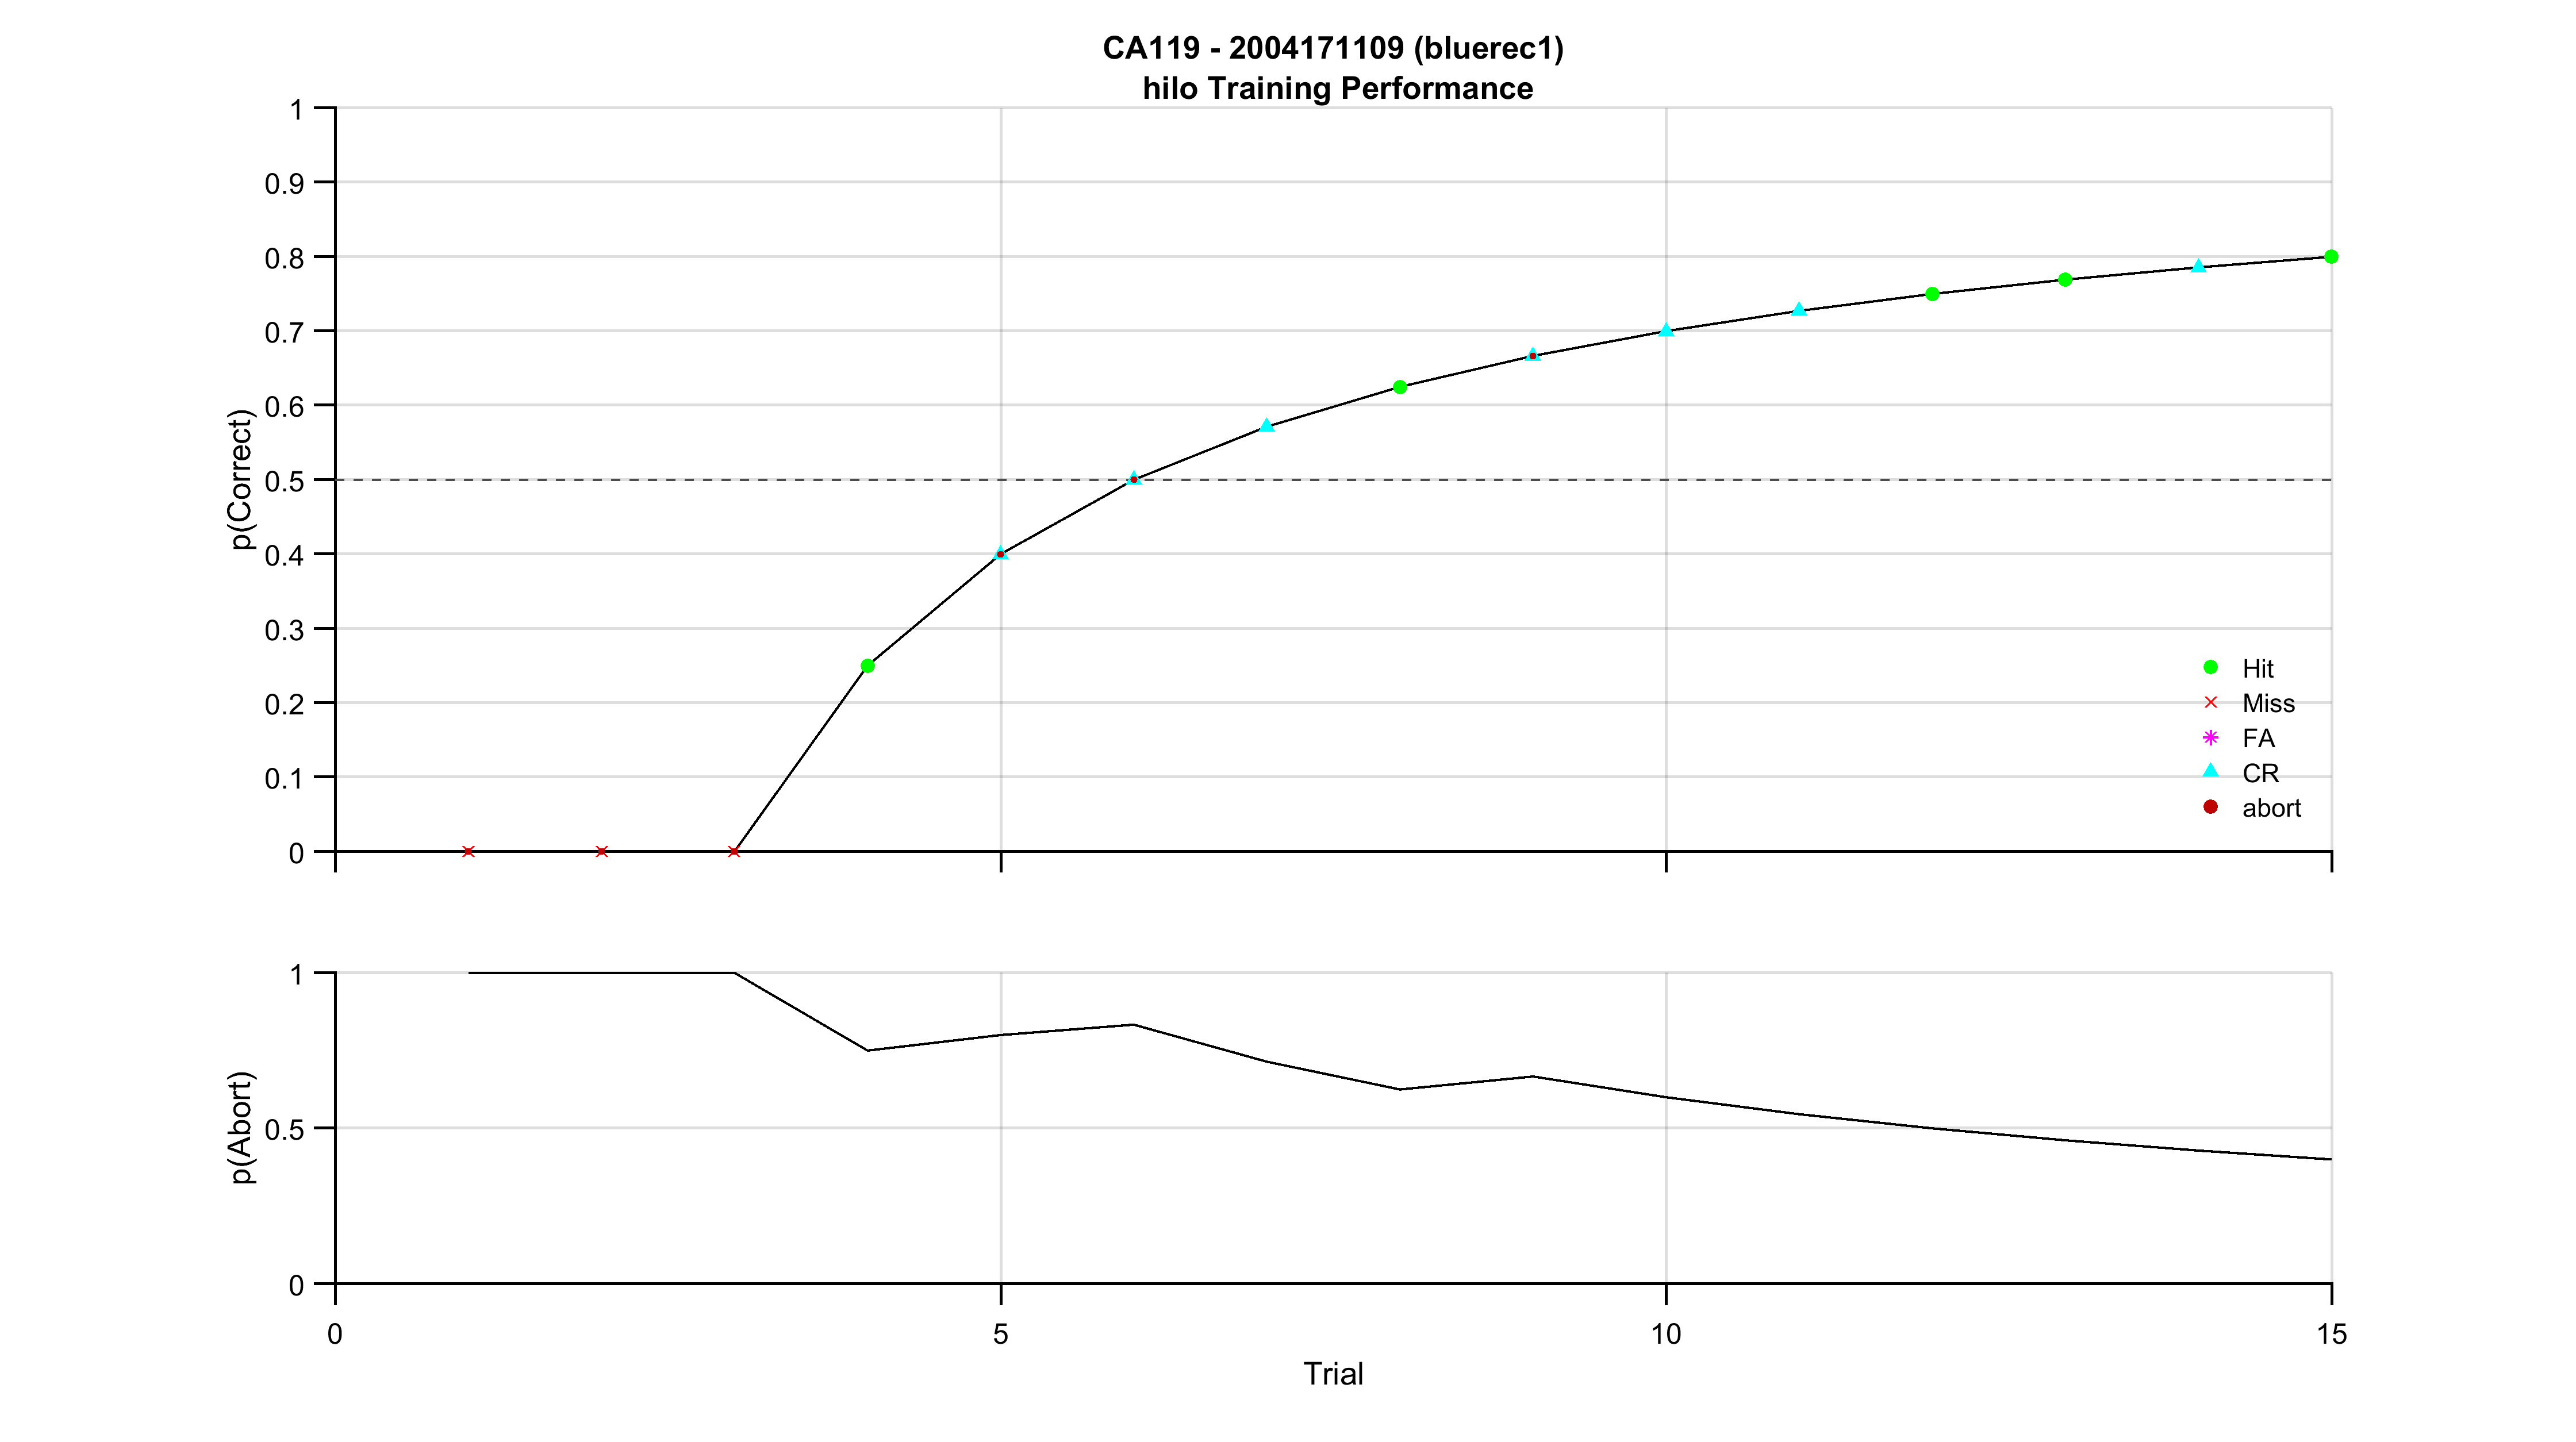 CA119 - 2004171109 (bluerec1)
hilo Training Performance
1
0.9
0.8
0.7
0.6
0.5
0.4
0.3
0.2
0.1
0
p(Correct)
Hit
Miss
FA
CR
abort
1
0.5
0
p(Abort)
0 5 10 15
Trial